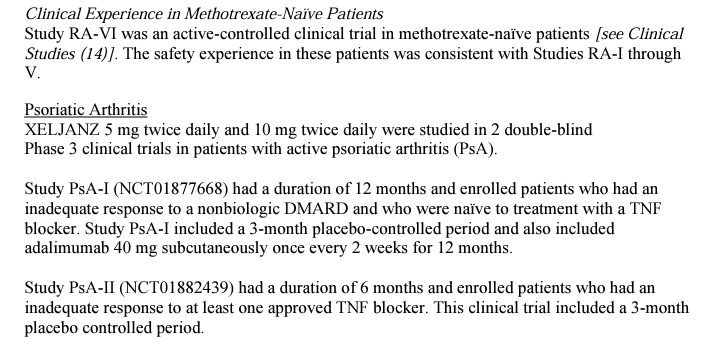 Clinical Experience in Methotrexate-Naïve Patients
Study RA-VI was an active-controlled clinical trial in methotrexate-naïve patients [see Clinical
Studies (14)]. The safety experience in these patients was consistent with Studies RA-I through
V.
Psoriatic Arthritis
XELJANZ 5 mg twice daily and 10 mg twice daily were studied in 2 double-blind
Phase 3 clinical trials in patients with active psoriatic arthritis (PsA).
Study PsA-I (NCT01877668) had a duration of 12 months and enrolled patients who had an
inadequate response to a nonbiologic DMARD and who were naïve to treatment with a TNF
blocker. Study PsA-I included a 3-month placebo-controlled period and also included
adalimumab 40 mg subcutaneously once every 2 weeks for 12 months.
Study PsA-II (NCT01882439) had a duration of 6 months and enrolled patients who had an
inadequate response to at least one approved TNF blocker. This clinical trial included a 3-month
placebo controlled period.